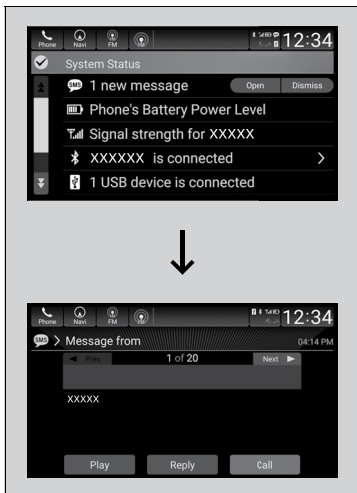 Phone Navi FM 12:34
System Status
SMS 1 new message Open Dismiss
Phone's Battery Power Level
Signal strength for XXXXX
XXXXXX is connected
1 USB device is connected
Phone Navi FM 12:34
SMS Message from 04:14 PM
Prev. 1 of 20 Next
XXXXX
Play Reply Call